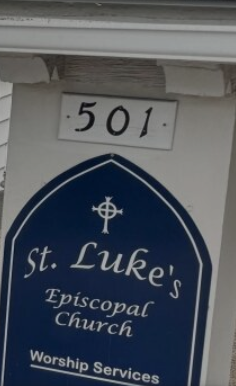 501
St. Luke's
Episcopal
Church
Worship Services